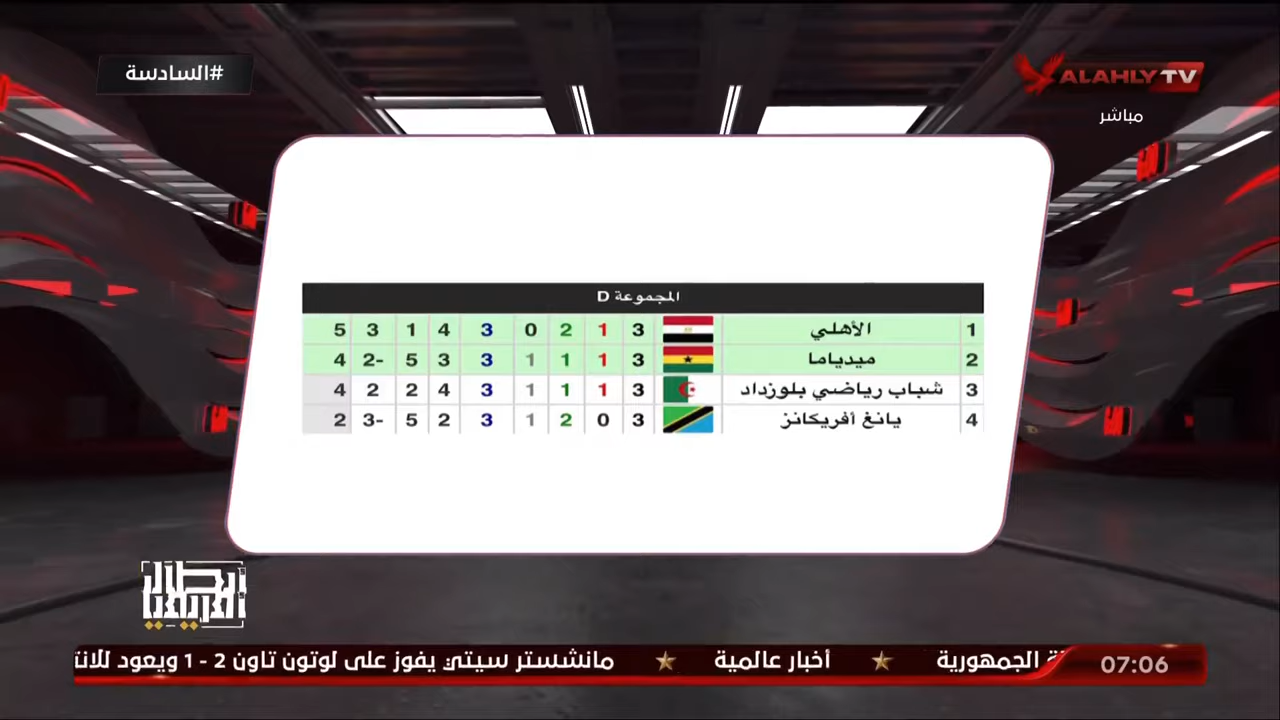 #السادسة
ALAHLY TV
مباشر
المجموعة D
1 الأهلي 3 1 2 0 3 4 1 3 5
2 ميدياما 3 1 1 1 3 3 5 2- 4
3 شباب رياضي بلوزداد 3 1 1 1 3 4 2 2 4
4 يانغ أفريكانز 3 0 2 1 3 2 5 3- 2
أبطال أفريقيا
07:06
ة الجمهورية ★ أخبار عالمية ★ مانشستر سيتي يفوز على لوتون تاون 2 - 1 ويعود للانت